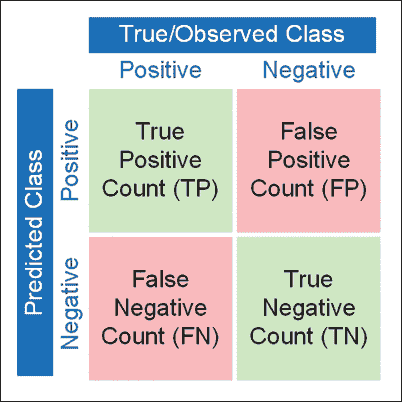 True/Observed Class
Positive Negative
Predicted Class
Positive
True
Positive
Count (TP)
False
Positive
Count (FP)
Negative
False
Negative
Count (FN)
True
Negative
Count (TN)